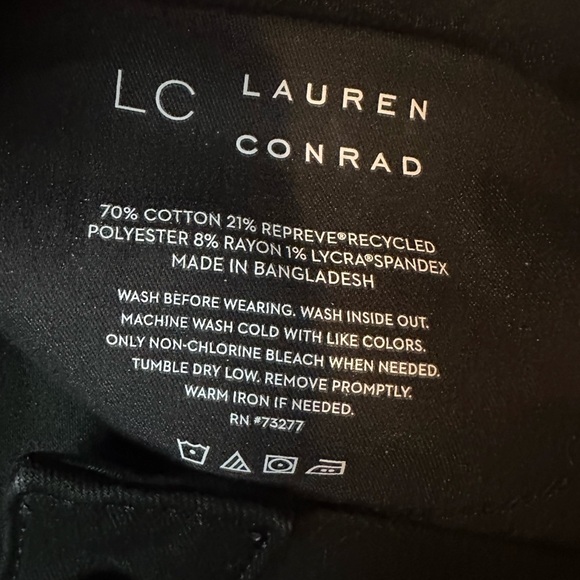 LC LAUREN
CONRAD
70% COTTON 21% REPREVE®RECYCLED
POLYESTER 8% RAYON 1% LYCRA®SPANDEX
MADE IN BANGLADESH
WASH BEFORE WEARING. WASH INSIDE OUT.
MACHINE WASH COLD WITH LIKE COLORS.
ONLY NON-CHLORINE BLEACH WHEN NEEDED.
TUMBLE DRY LOW. REMOVE PROMPTLY.
WARM IRON IF NEEDED.
RN #73277